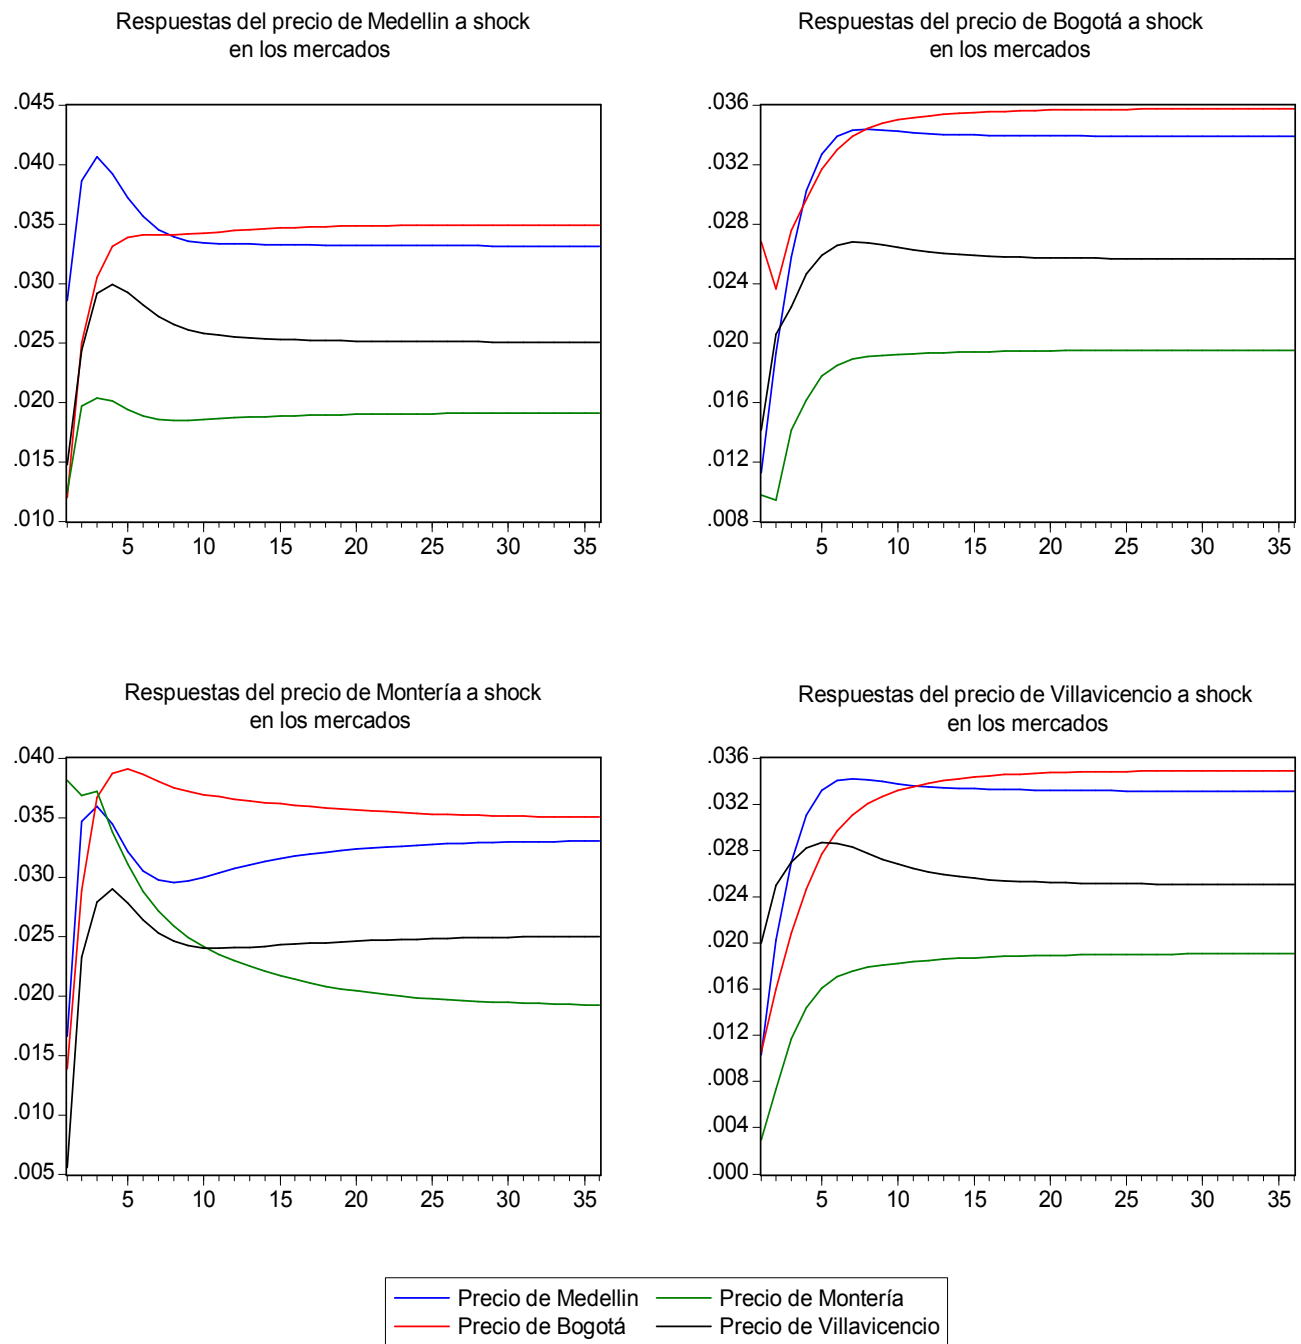 Respuestas del precio de Medellin a shock
en los mercados
.045
.040
.035
.030
.025
.020
.015
.010
5 10 15 20 25 30 35
Respuestas del precio de Bogotá a shock
en los mercados
.036
.032
.028
.024
.020
.016
.012
.008
5 10 15 20 25 30 35
Respuestas del precio de Montería a shock
en los mercados
.040
.035
.030
.025
.020
.015
.010
.005
5 10 15 20 25 30 35
Respuestas del precio de Villavicencio a shock
en los mercados
.036
.032
.028
.024
.020
.016
.012
.008
.004
.000
5 10 15 20 25 30 35
Precio de Medellin Precio de Montería
Precio de Bogotá Precio de Villavicencio